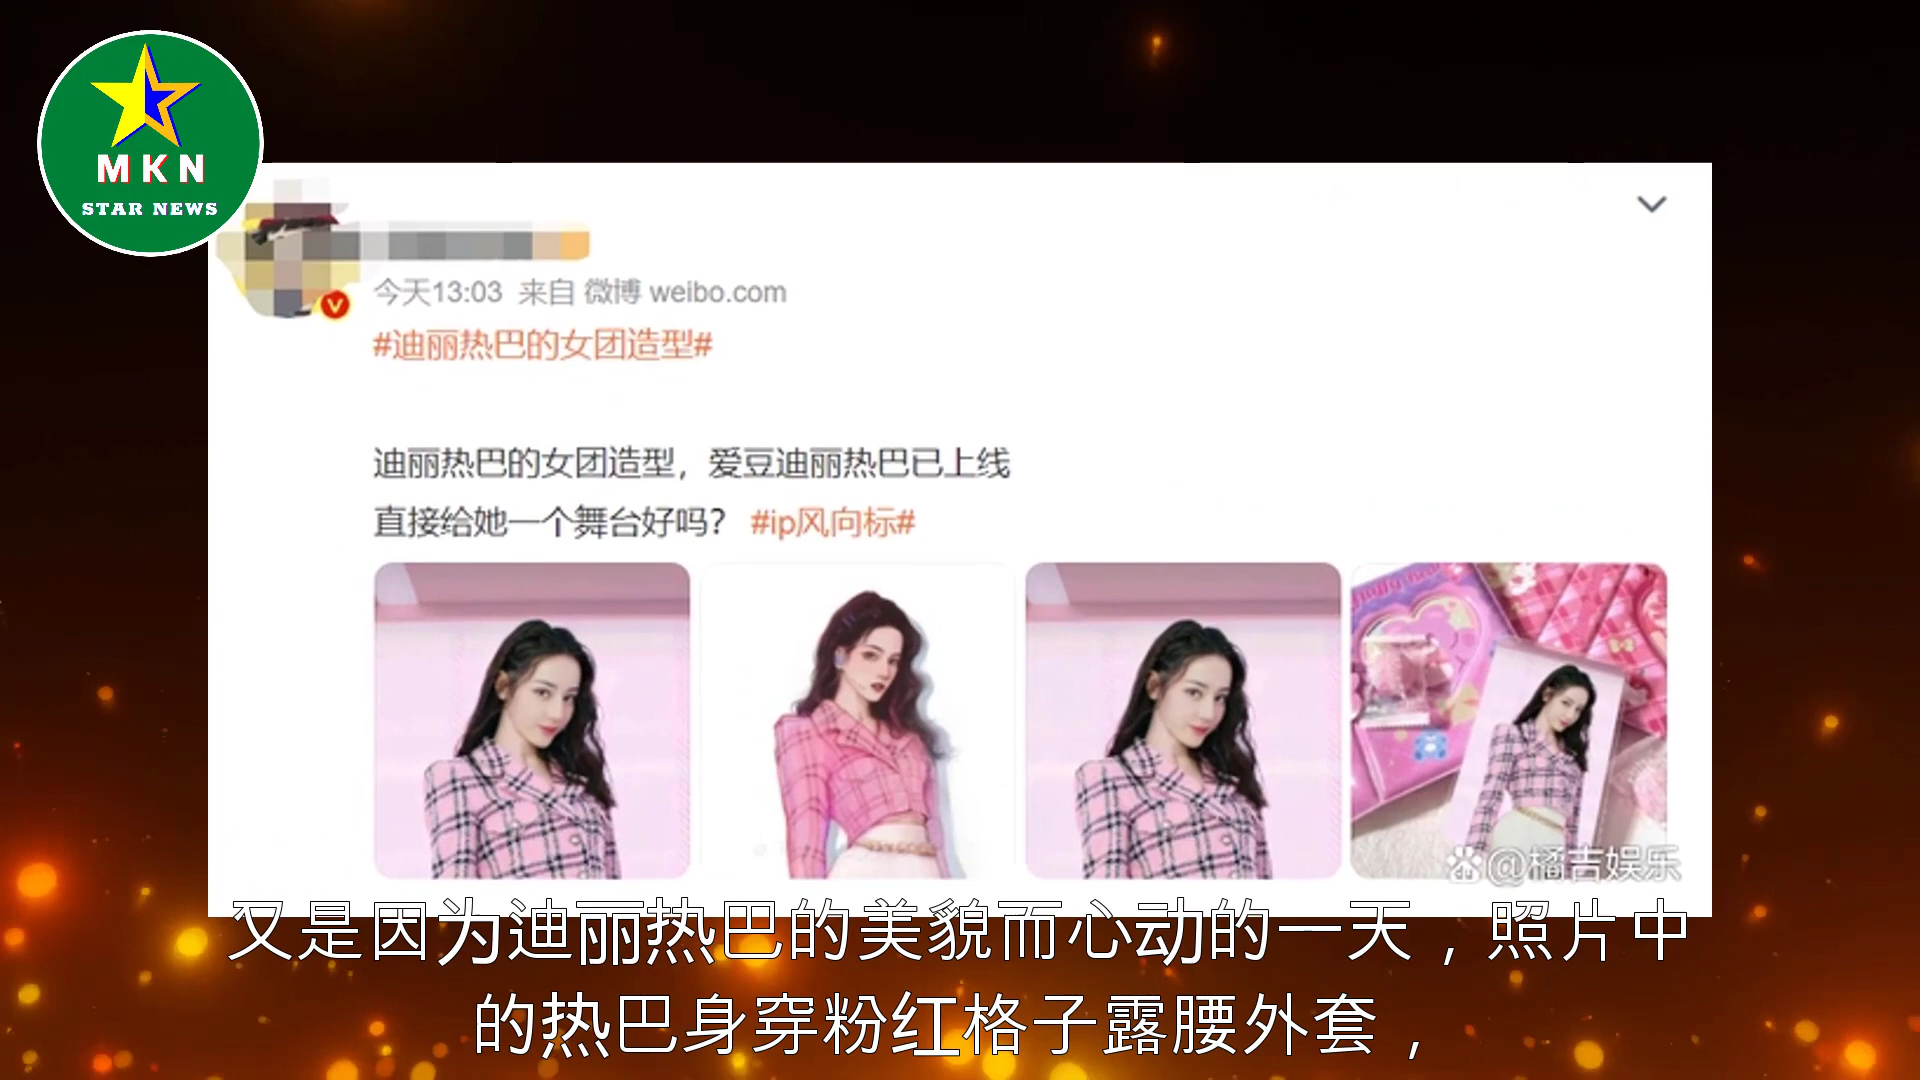 MKN
STAR NEWS
今天13:03 来自 微博 weibo.com
#迪丽热巴的女团造型#
迪丽热巴的女团造型，爱豆迪丽热巴已上线
直接给她一个舞台好吗？ #ip风向标#
@橘吉娱乐
又是因为迪丽热巴的美貌而心动的一天，照片中
的热巴身穿粉红格子露腰外套，